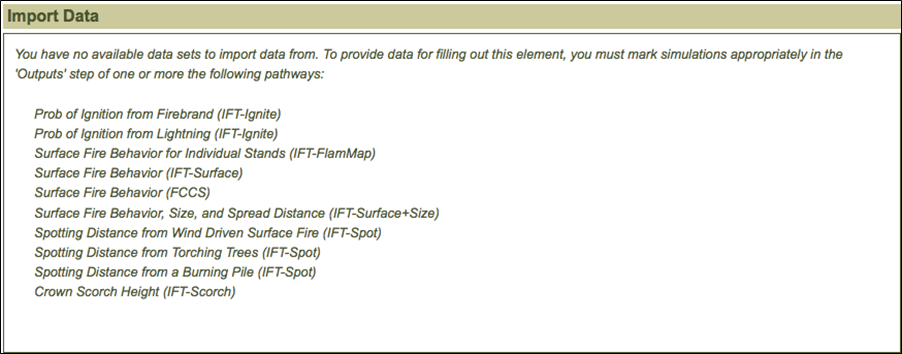 Import Data
You have no available data sets to import data from. To provide data for filling out this element, you must mark simulations appropriately in the
'Outputs' step of one or more the following pathways:
Prob of Ignition from Firebrand (IFT-Ignite)
Prob of Ignition from Lightning (IFT-Ignite)
Surface Fire Behavior for Individual Stands (IFT-FlamMap)
Surface Fire Behavior (IFT-Surface)
Surface Fire Behavior (FCCS)
Surface Fire Behavior, Size, and Spread Distance (IFT-Surface+Size)
Spotting Distance from Wind Driven Surface Fire (IFT-Spot)
Spotting Distance from Torching Trees (IFT-Spot)
Spotting Distance from a Burning Pile (IFT-Spot)
Crown Scorch Height (IFT-Scorch)